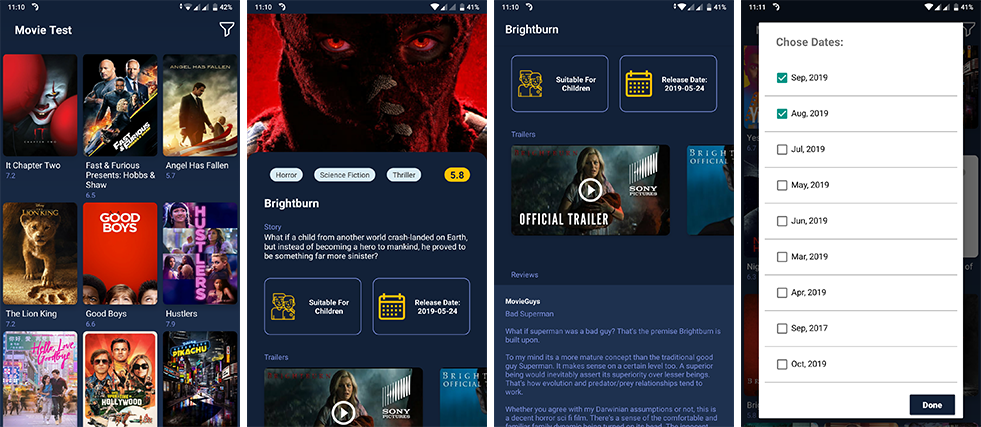 11:10
42%
Movie Test
IT
CHAPTER TWO
FAST & FURIOUS
HOBBS & SHAW
ANGEL HAS FALLEN
It Chapter Two
7.2
Fast & Furious
Presents: Hobbs &
Shaw
6.5
Angel Has Fallen
5.7
Disney
THE LION KING
GOOD
BOYS
HUSTLERS
The Lion King
7.2
Good Boys
6.6
Hustlers
7.9
Hello, Love,
Goodbye
HOLLYWOOD
PIKACHU
11:10
42%
Horror
Science Fiction
Thriller
5.8
Brightburn
Story
What if a child from another world crash-landed on Earth,
but instead of becoming a hero to mankind, he proved to
be something far more sinister?
Suitable For
Children
Release Date:
2019-05-24
Trailers
SONY
PICTURES
BRIGHT
OFFICIAL
11:10
42%
Brightburn
Suitable For
Children
Release Date:
2019-05-24
Trailers
SONY
PICTURES
OFFICIAL TRAILER
BRIGHT
OFFICIAL
Reviews
MovieGuys
Bad Superman
What if superman was a bad guy? That's the premise Brightburn is
built upon.
To my mind its a more mature concept than the traditional good
guy Superman. It makes sense on a certain level too. A superior
being would inevitably assert its superiority over lesser beings.
That's how evolution and predator/prey relationships tend to
work.
Whether you agree with my Darwinian assumptions or not, this is
a decent horror sci fi film. There's a sense of the comfortable and
familiar family dynamic being turned on its head. The innocent
11:11
41%
Chose Dates:
Sep, 2019
Aug, 2019
Jul, 2019
May, 2019
Jun, 2019
Mar, 2019
Apr, 2019
Sep, 2017
Oct, 2019
Done